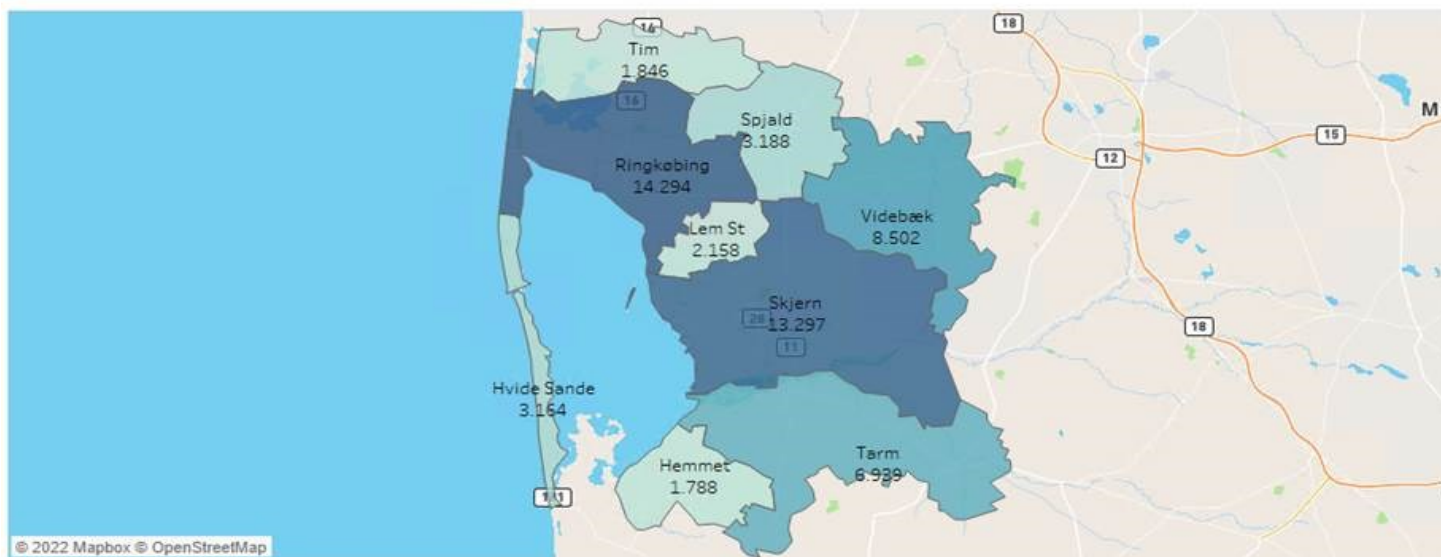 18
16
Tim
1.846
16
Spjald
3.188
M
15
12
Ringkøbing
14.294
Videbæk
8.502
Lem St
2.158
Skjern
13.297
28
11
18
Hvide Sande
3.164
Tarm
6.939
Hemmet
1.788
© 2022 Mapbox © OpenStreetMap